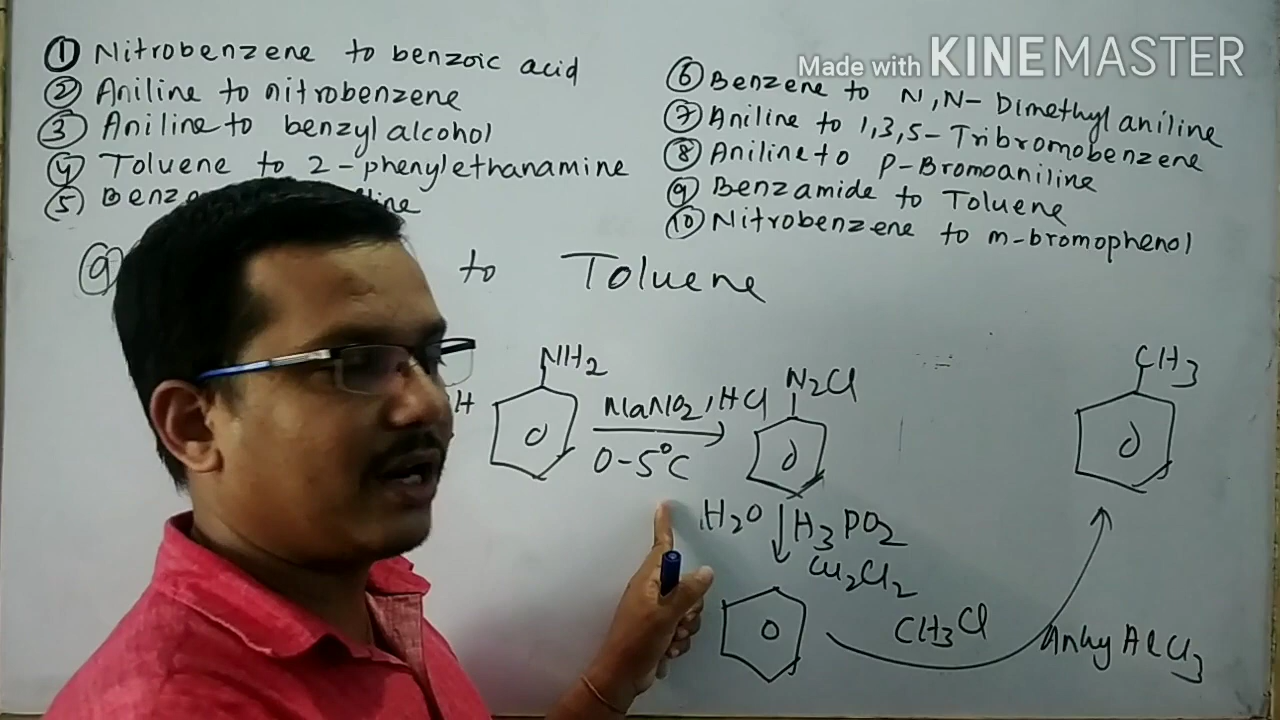 ① Nitrobenzene to benzoic acid
② Aniline to nitrobenzene
③ Aniline to benzyl alcohol
④ Toluene to 2-phenylethanamine
⑤ line
Made with KINEMASTER
⑥ Benzene to N,N-Dimethylaniline
⑦ Aniline to 1,3,5-Tribromobenzene
⑧ Aniline to p-Bromoaniline
⑨ Benzamide to Toluene
⑩ Nitrobenzene to m-bromophenol
⑨ to Toluene
H
NH2
NaNO2, HCl
0-5°C
N2Cl
CH3
H2O H3PO2
Cu2Cl2
CH3Cl
Anhy AlCl3